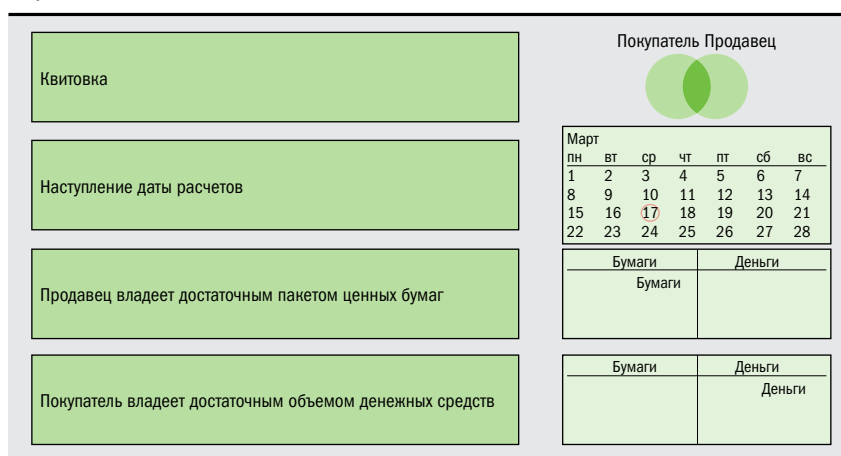 Квитовка
Покупатель Продавец
Наступление даты расчетов
Март
пн вт ср чт пт сб вс
1 2 3 4 5 6 7
8 9 10 11 12 13 14
15 16 17 18 19 20 21
22 23 24 25 26 27 28
Продавец владеет достаточным пакетом ценных бумаг
Бумаги Деньги
Бумаги
Покупатель владеет достаточным объемом денежных средств
Бумаги Деньги
Деньги